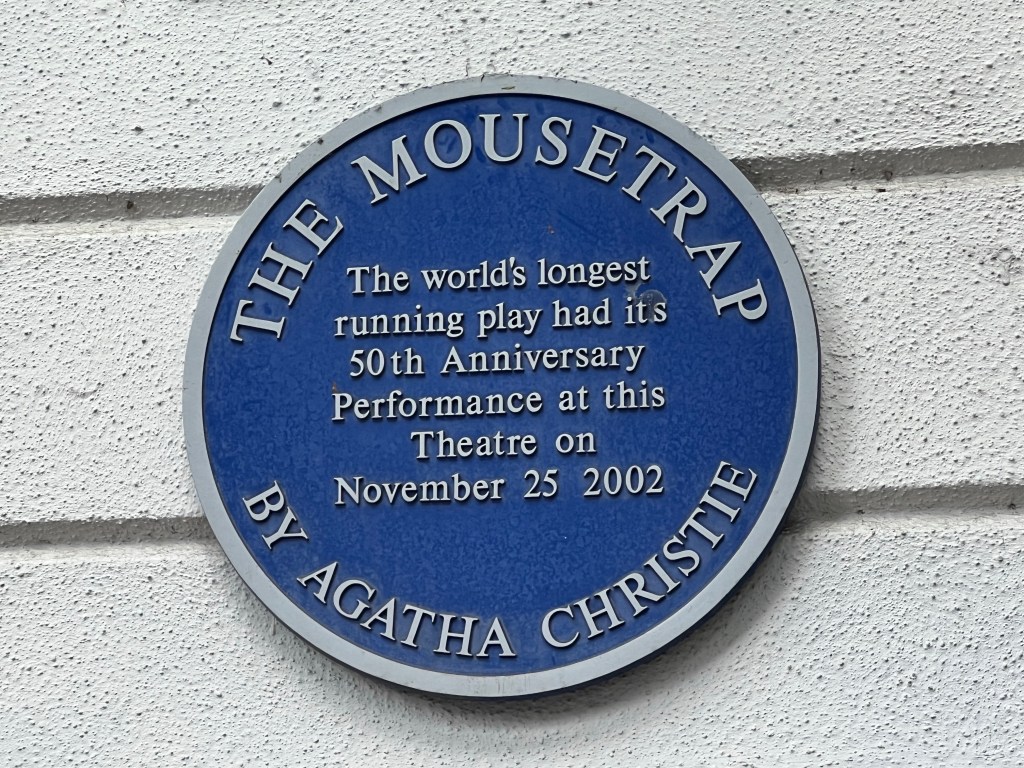 THE MOUSETRAP
The world's longest
running play had it's
50th Anniversary
Performance at this
Theatre on
November 25 2002
BY AGATHA CHRISTIE